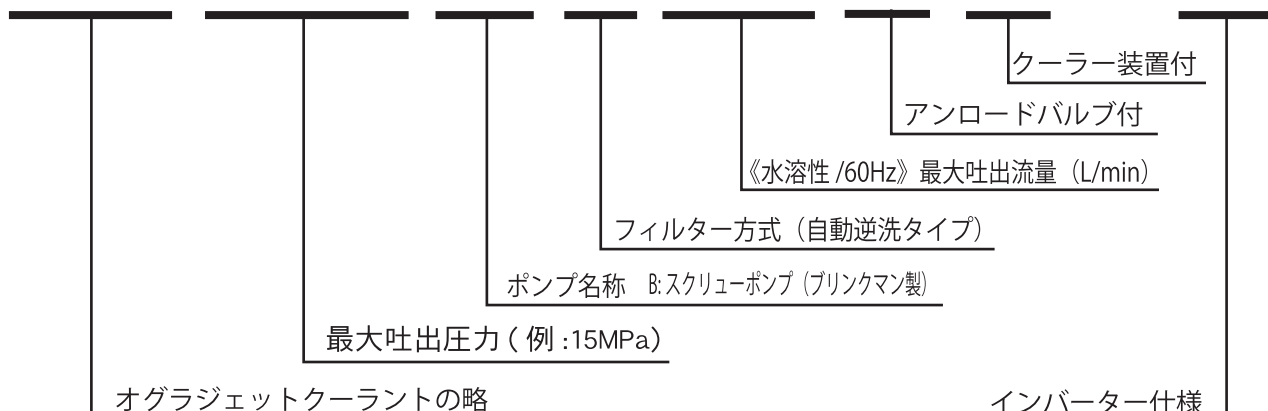 クーラー装置付
アンロードバルブ付
《水溶性/60Hz》最大吐出流量（L/min）
フィルター方式（自動逆洗タイプ）
ポンプ名称　B:スクリューポンプ（ブリンクマン製）
最大吐出圧力(例:15MPa)
オグラジェットクーラントの略
インバーター仕様